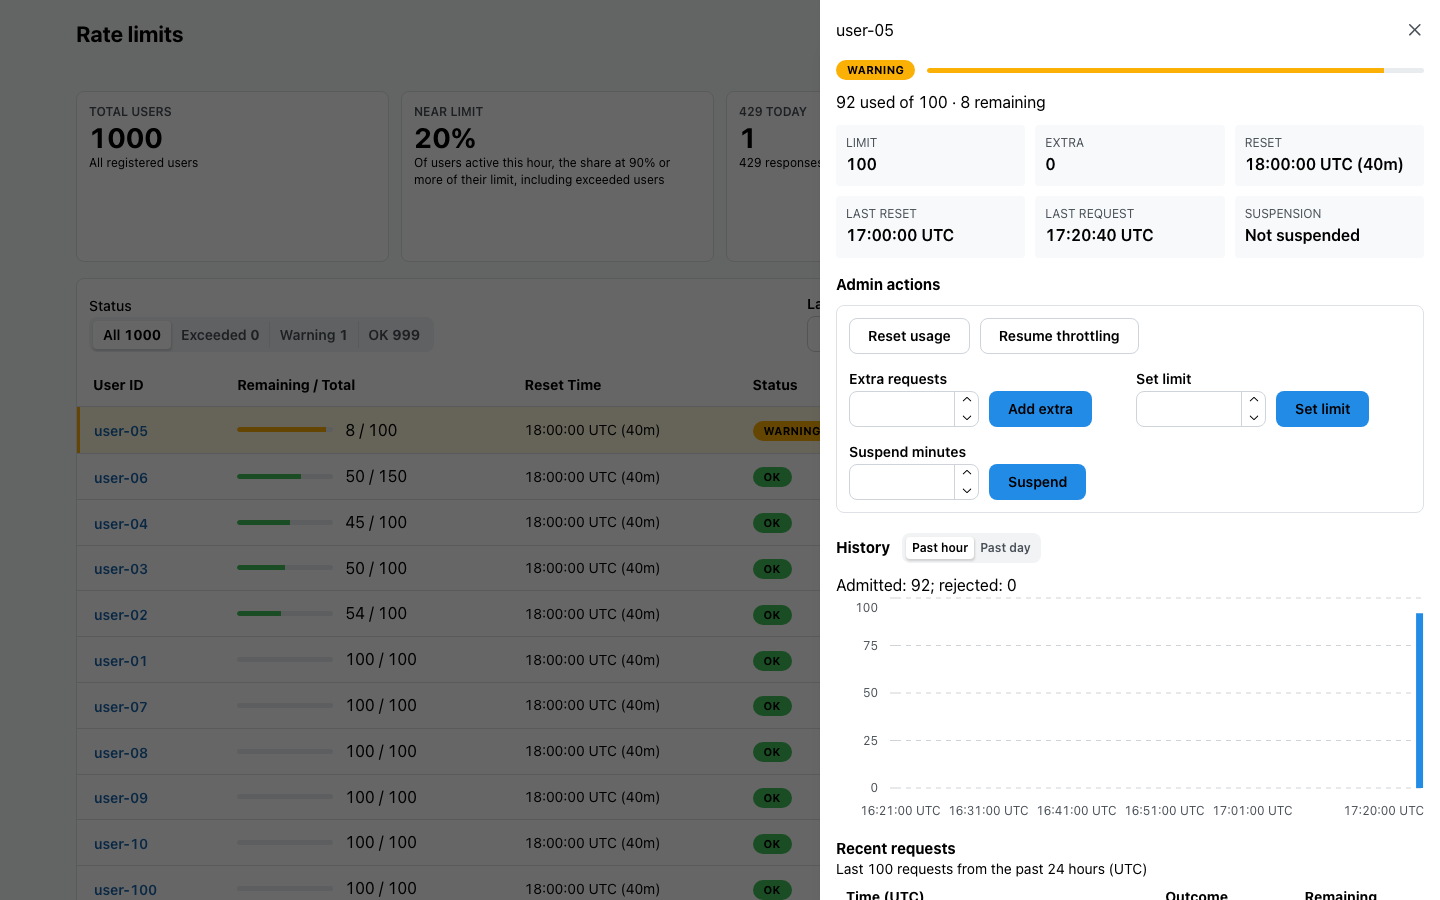 Rate limits
TOTAL USERS
1000
All registered users
NEAR LIMIT
20%
Of users active this hour, the share at 90% or
more of their limit, including exceeded users
429 TODAY
1
429 responses
Status
All 1000 Exceeded 0 Warning 1 OK 999
User ID Remaining / Total Reset Time Status
user-05 8 / 100 18:00:00 UTC (40m) WARNING
user-06 50 / 150 18:00:00 UTC (40m) OK
user-04 45 / 100 18:00:00 UTC (40m) OK
user-03 50 / 100 18:00:00 UTC (40m) OK
user-02 54 / 100 18:00:00 UTC (40m) OK
user-01 100 / 100 18:00:00 UTC (40m) OK
user-07 100 / 100 18:00:00 UTC (40m) OK
user-08 100 / 100 18:00:00 UTC (40m) OK
user-09 100 / 100 18:00:00 UTC (40m) OK
user-10 100 / 100 18:00:00 UTC (40m) OK
user-100 100 / 100 18:00:00 UTC (40m) OK
user-05
WARNING
92 used of 100 · 8 remaining
LIMIT
100
EXTRA
0
RESET
18:00:00 UTC (40m)
LAST RESET
17:00:00 UTC
LAST REQUEST
17:20:40 UTC
SUSPENSION
Not suspended
Admin actions
Reset usage Resume throttling
Extra requests Set limit
Add extra Set limit
Suspend minutes
Suspend
History Past hour Past day
Admitted: 92; rejected: 0
100
75
50
25
0
16:21:00 UTC 16:31:00 UTC 16:41:00 UTC 16:51:00 UTC 17:01:00 UTC 17:20:00 UTC
Recent requests
Last 100 requests from the past 24 hours (UTC)
Time (UTC) Outcome Remaining